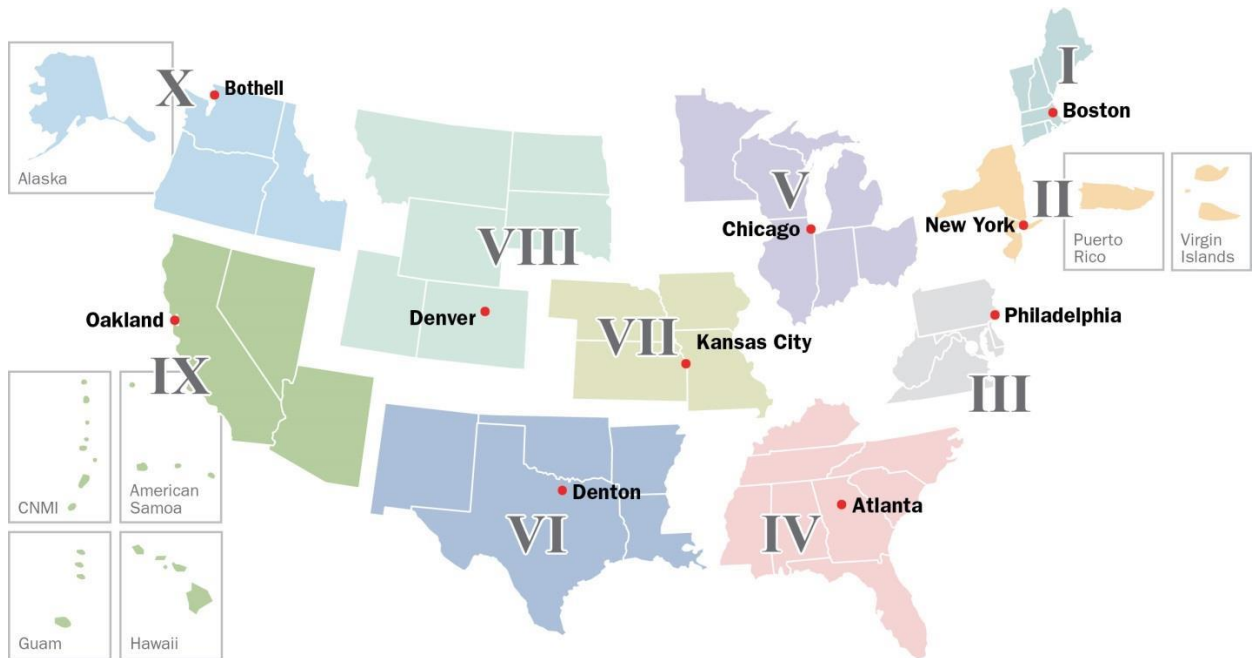 I
X
Bothell
Boston
Alaska
V
II
Chicago
New York
VIII
Puerto
Rico
Virgin
Islands
Oakland
Denver
Philadelphia
VII
Kansas City
IX
III
CNMI
American
Samoa
Denton
Atlanta
VI
IV
Guam
Hawaii